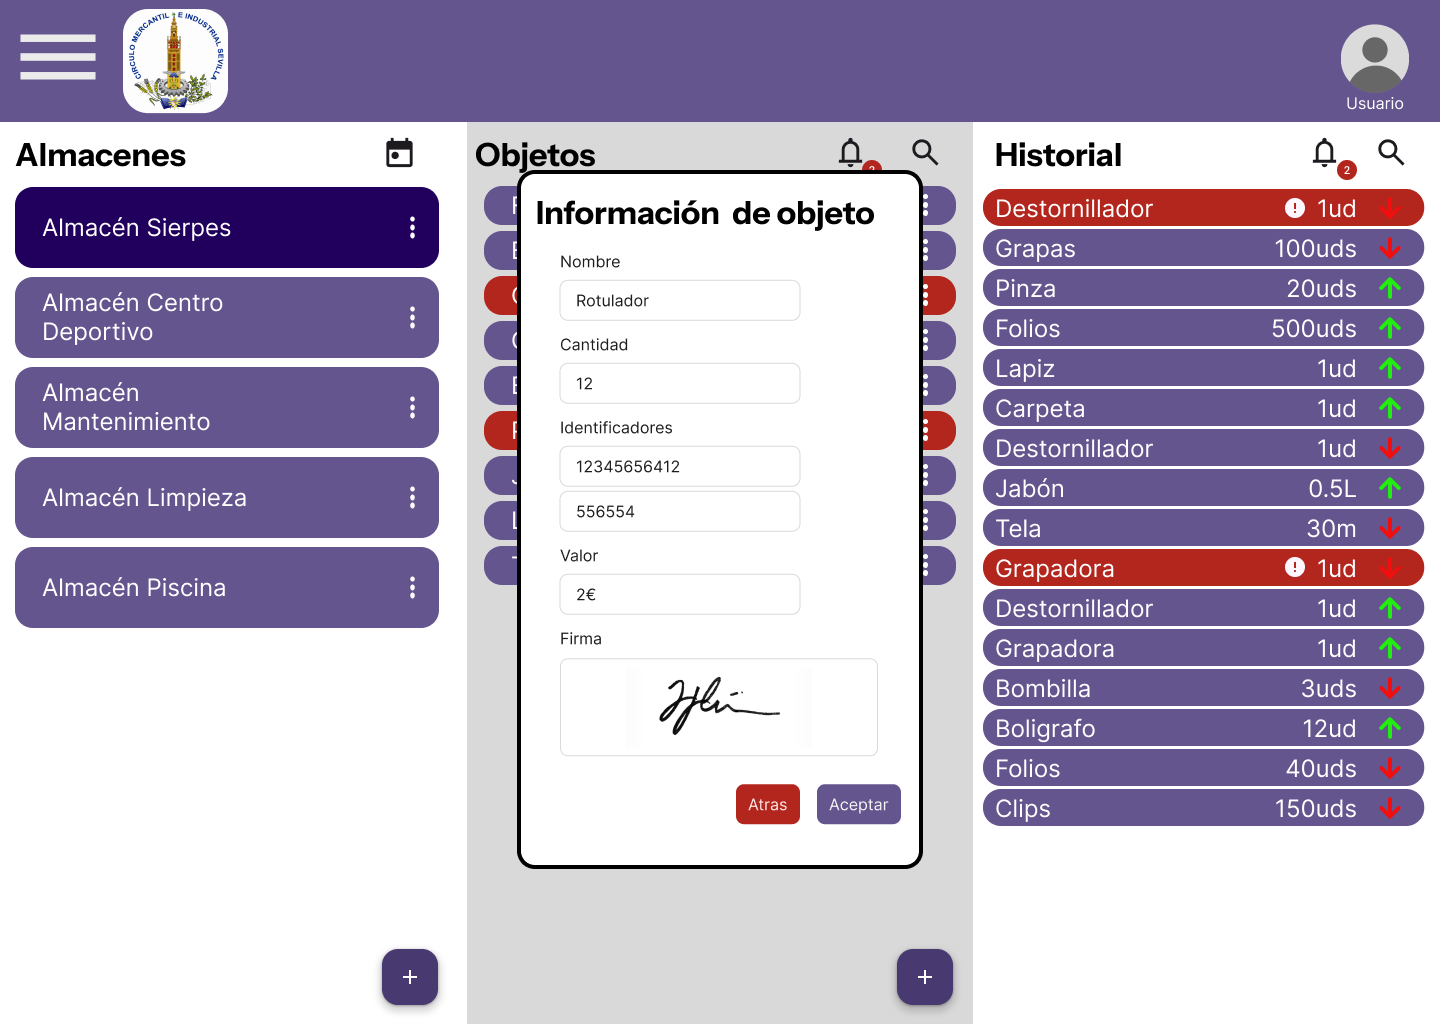 CIRCULO MERCANTIL E INDUSTRIAL SEVILLA
Usuario
Almacenes
Almacén Sierpes
Almacén Centro
Deportivo
Almacén
Mantenimiento
Almacén Limpieza
Almacén Piscina
+
Objetos
Información de objeto
Nombre
Rotulador
Cantidad
12
Identificadores
12345656412
556554
Valor
2€
Firma
Atras
Aceptar
+
Historial
2
Destornillador 1ud
Grapas 100uds
Pinza 20uds
Folios 500uds
Lapiz 1ud
Carpeta 1ud
Destornillador 1ud
Jabón 0.5L
Tela 30m
Grapadora 1ud
Destornillador 1ud
Grapadora 1ud
Bombilla 3uds
Boligrafo 12ud
Folios 40uds
Clips 150uds